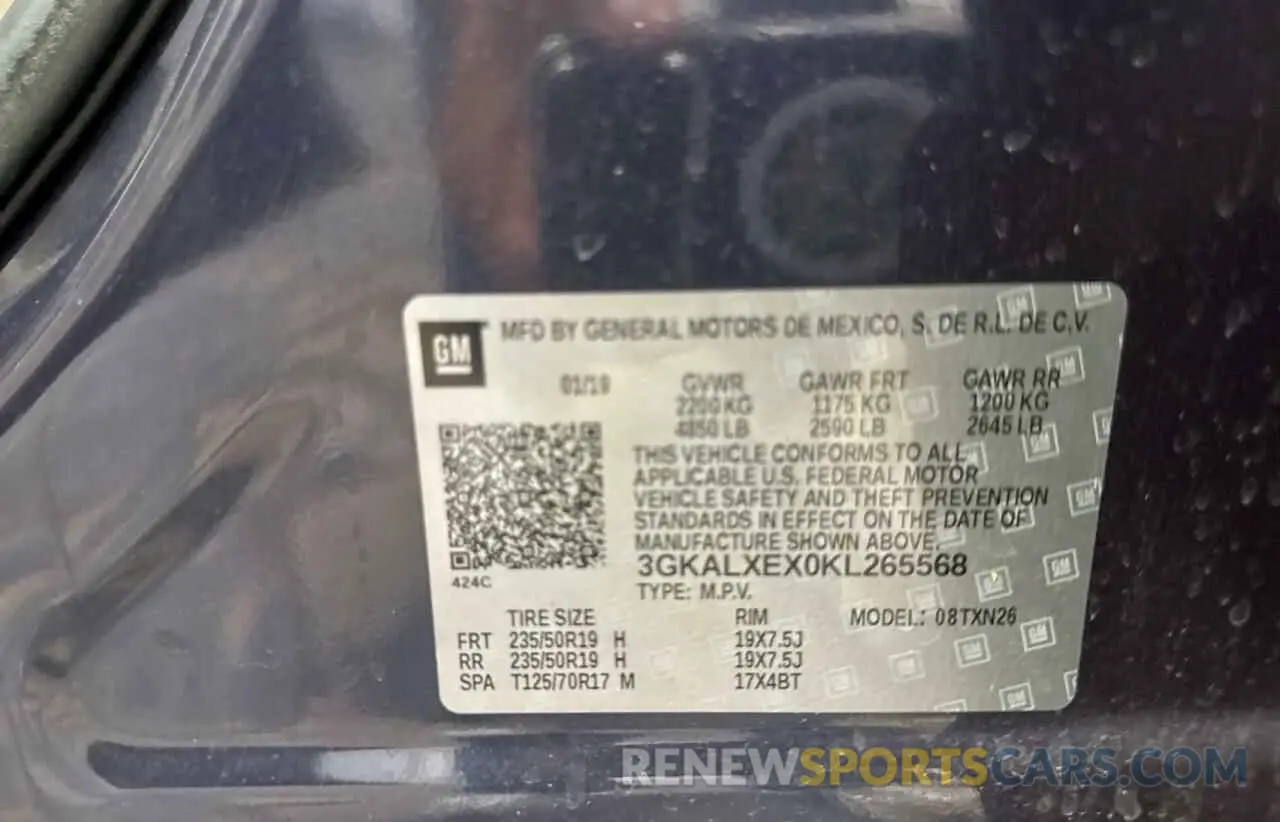 GM
MFD BY GENERAL MOTORS DE MEXICO, S. DE R.L. DE C.V.
01/19 GVWR GAWR FRT GAWR RR
2200 KG 1175 KG 1200 KG
4850 LB 2590 LB 2645 LB
THIS VEHICLE CONFORMS TO ALL
APPLICABLE U.S. FEDERAL MOTOR
VEHICLE SAFETY AND THEFT PREVENTION
STANDARDS IN EFFECT ON THE DATE OF
MANUFACTURE SHOWN ABOVE.
3GKALXEX0KL265568
424C
TYPE: M.P.V.
TIRE SIZE RIM MODEL: 08TXN26
FRT 235/50R19 H 19X7.5J
RR 235/50R19 H 19X7.5J
SPA T125/70R17 M 17X4BT
RENEWSPORTSCARS.COM